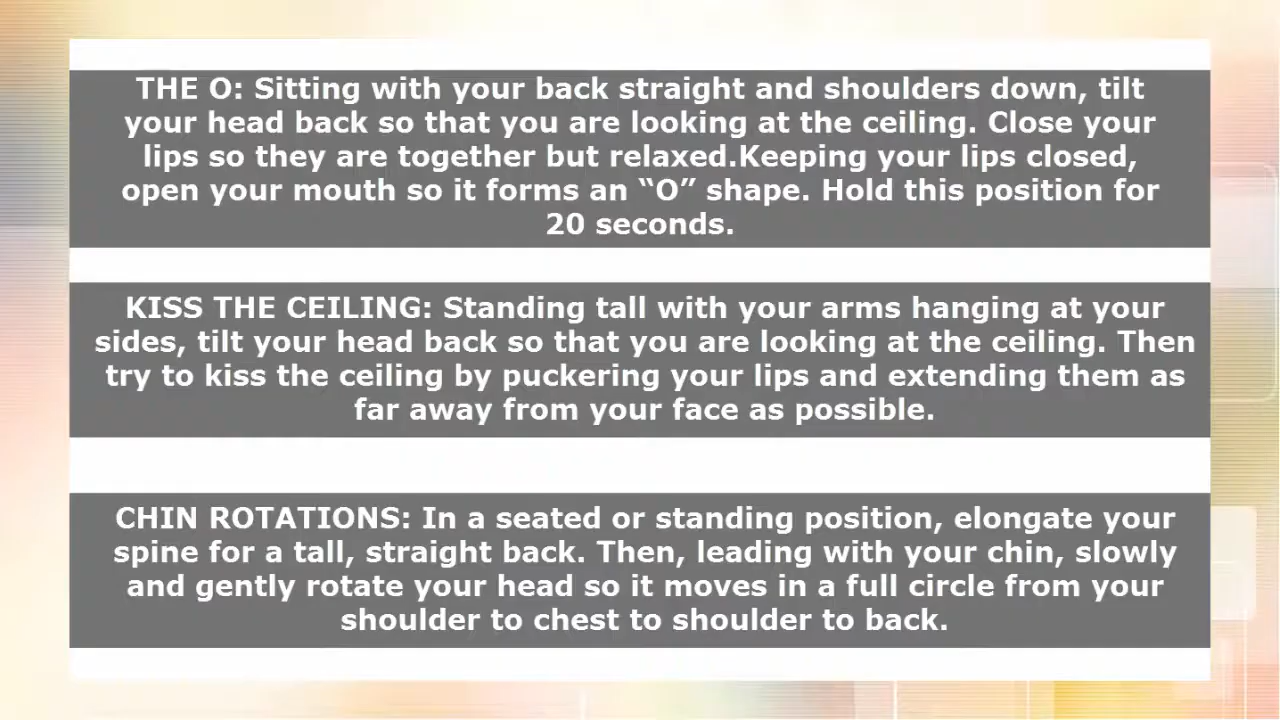 THE O: Sitting with your back straight and shoulders down, tilt
your head back so that you are looking at the ceiling. Close your
lips so they are together but relaxed.Keeping your lips closed,
open your mouth so it forms an “O” shape. Hold this position for
20 seconds.
KISS THE CEILING: Standing tall with your arms hanging at your
sides, tilt your head back so that you are looking at the ceiling. Then
try to kiss the ceiling by puckering your lips and extending them as
far away from your face as possible.
CHIN ROTATIONS: In a seated or standing position, elongate your
spine for a tall, straight back. Then, leading with your chin, slowly
and gently rotate your head so it moves in a full circle from your
shoulder to chest to shoulder to back.